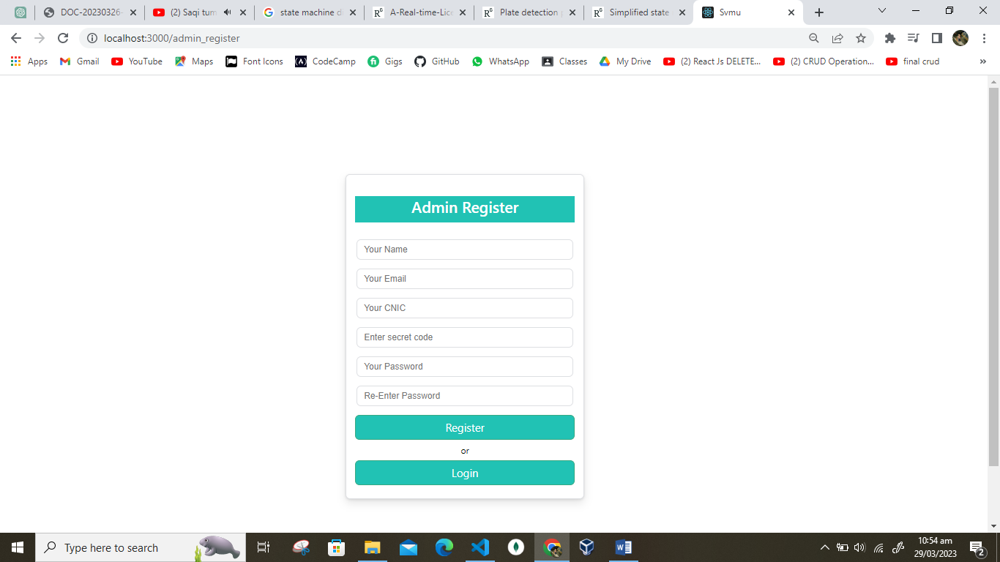 DOC-20230326-
(2) Saqi tum
state machine d
A-Real-time-Lice
Plate detection
Simplified state
Svmu
localhost:3000/admin_register
Apps
Gmail
YouTube
Maps
Font Icons
CodeCamp
Gigs
GitHub
WhatsApp
Classes
My Drive
(2) React Js DELETE...
(2) CRUD Operation...
final crud
Admin Register
Your Name
Your Email
Your CNIC
Enter secret code
Your Password
Re-Enter Password
Register
or
Login
Type here to search
10:54 am
29/03/2023
2